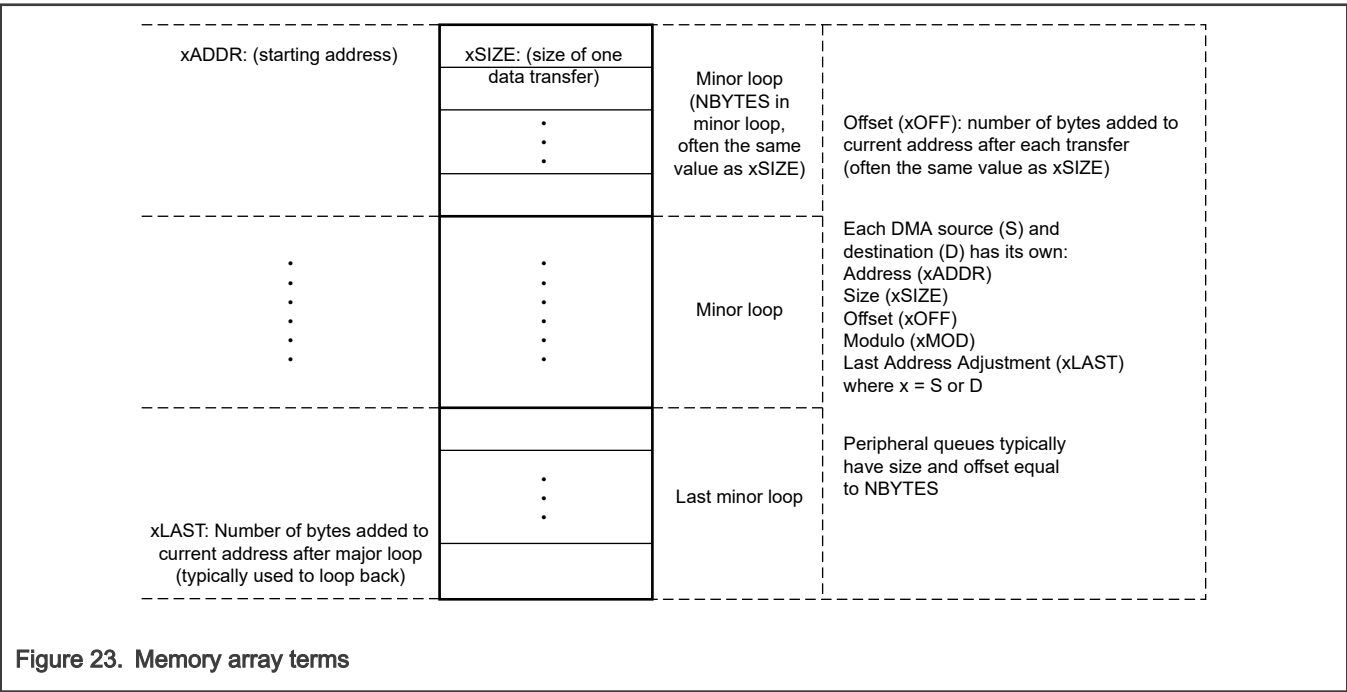 xADDR: (starting address)
xSIZE: (size of one
data transfer)
Minor loop
(NBYTES in
minor loop,
often the same
value as xSIZE)
Offset (xOFF): number of bytes added to
current address after each transfer
(often the same value as xSIZE)
Minor loop
Each DMA source (S) and
destination (D) has its own:
Address (xADDR)
Size (xSIZE)
Offset (xOFF)
Modulo (xMOD)
Last Address Adjustment (xLAST)
where x = S or D
xLAST: Number of bytes added to
current address after major loop
(typically used to loop back)
Last minor loop
Peripheral queues typically
have size and offset equal
to NBYTES
Figure 23. Memory array terms